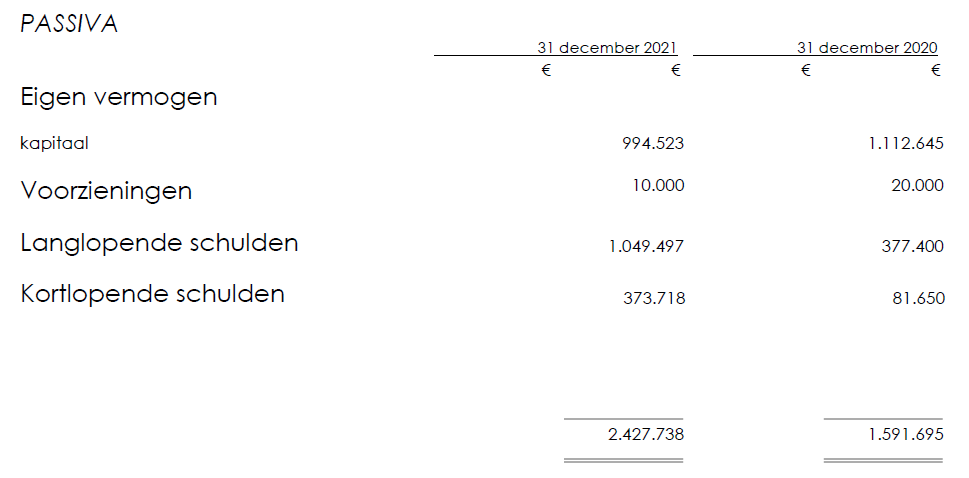 PASSIVA
31 december 2021 31 december 2020
€ € € €
Eigen vermogen
kapitaal 994.523 1.112.645
Voorzieningen 10.000 20.000
Langlopende schulden 1.049.497 377.400
Kortlopende schulden 373.718 81.650
2.427.738 1.591.695